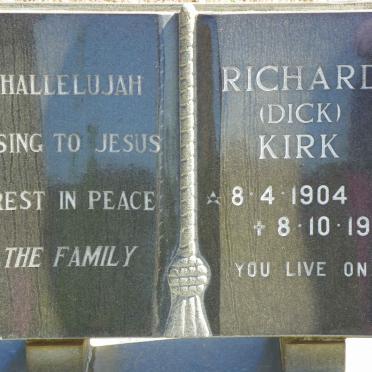 HALLELUJAH
SING TO JESUS
REST IN PEACE
THE FAMILY
RICHARD
(DICK)
KIRK
8·4·1904
8·10·19
YOU LIVE ON